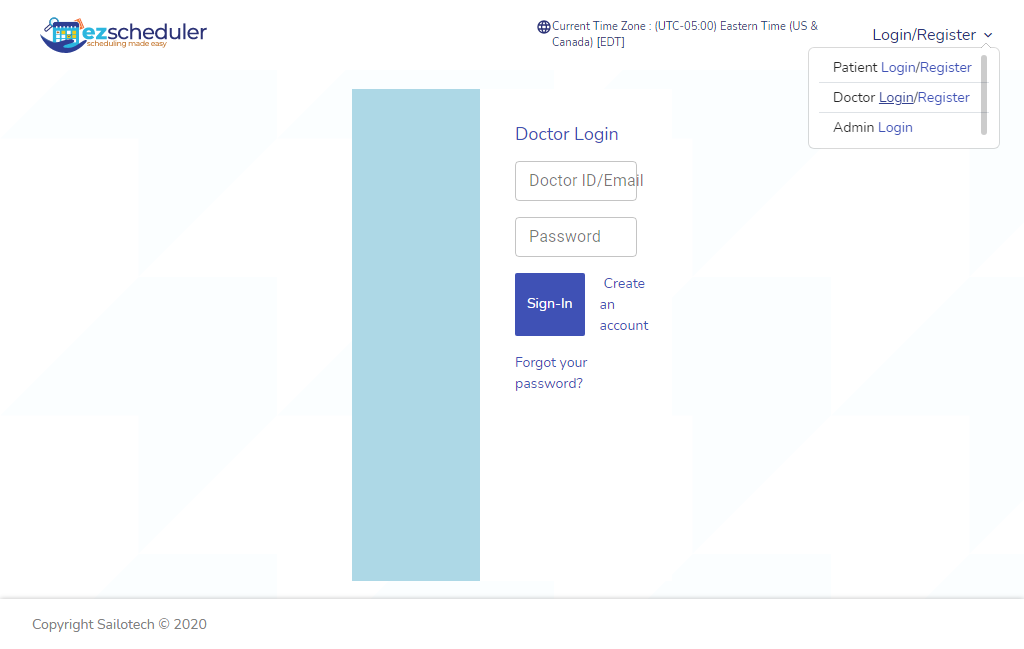 ezscheduler
scheduling made easy
Current Time Zone : (UTC-05:00) Eastern Time (US &
Canada) [EDT]
Login/Register
Patient Login/Register
Doctor Login/Register
Admin Login
Doctor Login
Doctor ID/Email
Password
Sign-In
Create
an
account
Forgot your
password?
Copyright Sailotech © 2020